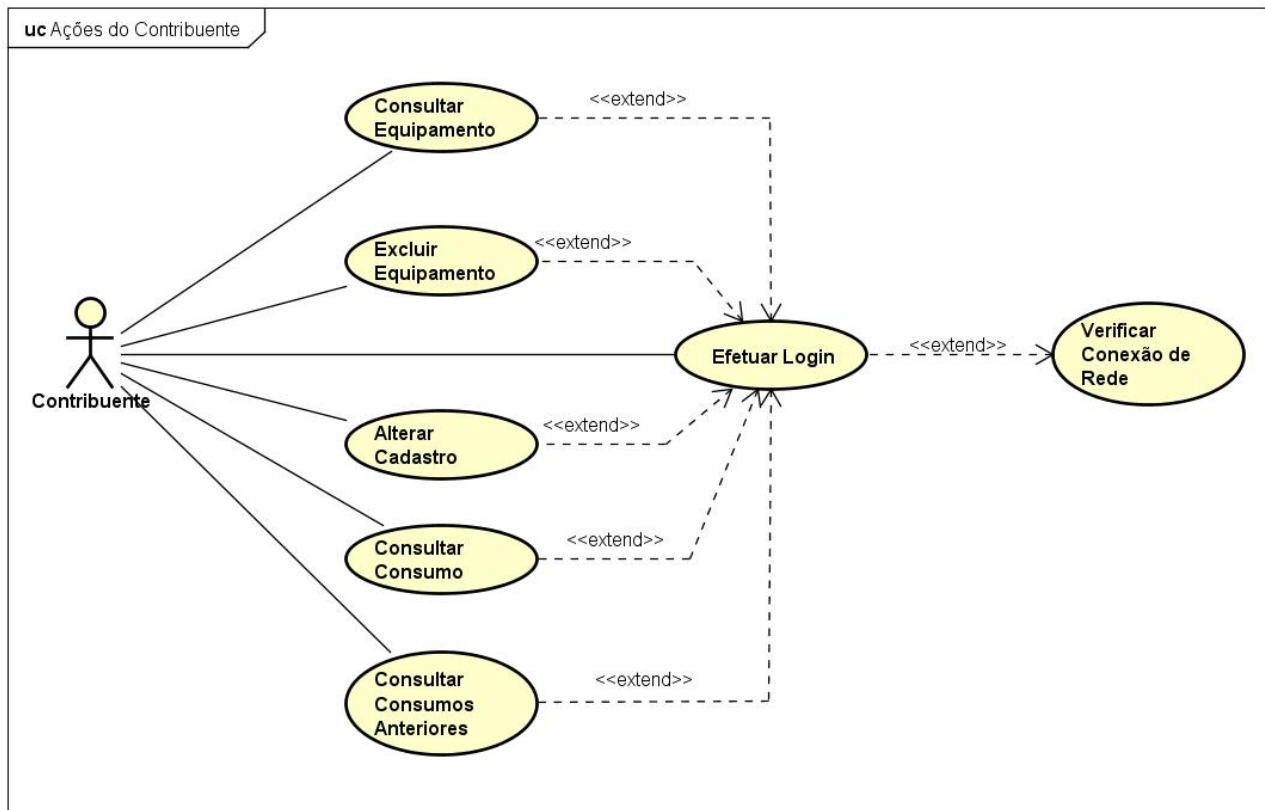 uc Ações do Contribuente
Consultar
Equipamento
<<extend>>
Excluir
Equipamento
<<extend>>
Contribuente
Efetuar Login
<<extend>>
Verificar
Conexão de
Rede
Alterar
Cadastro
<<extend>>
Consultar
Consumo
<<extend>>
Consultar
Consumos
Anteriores
<<extend>>